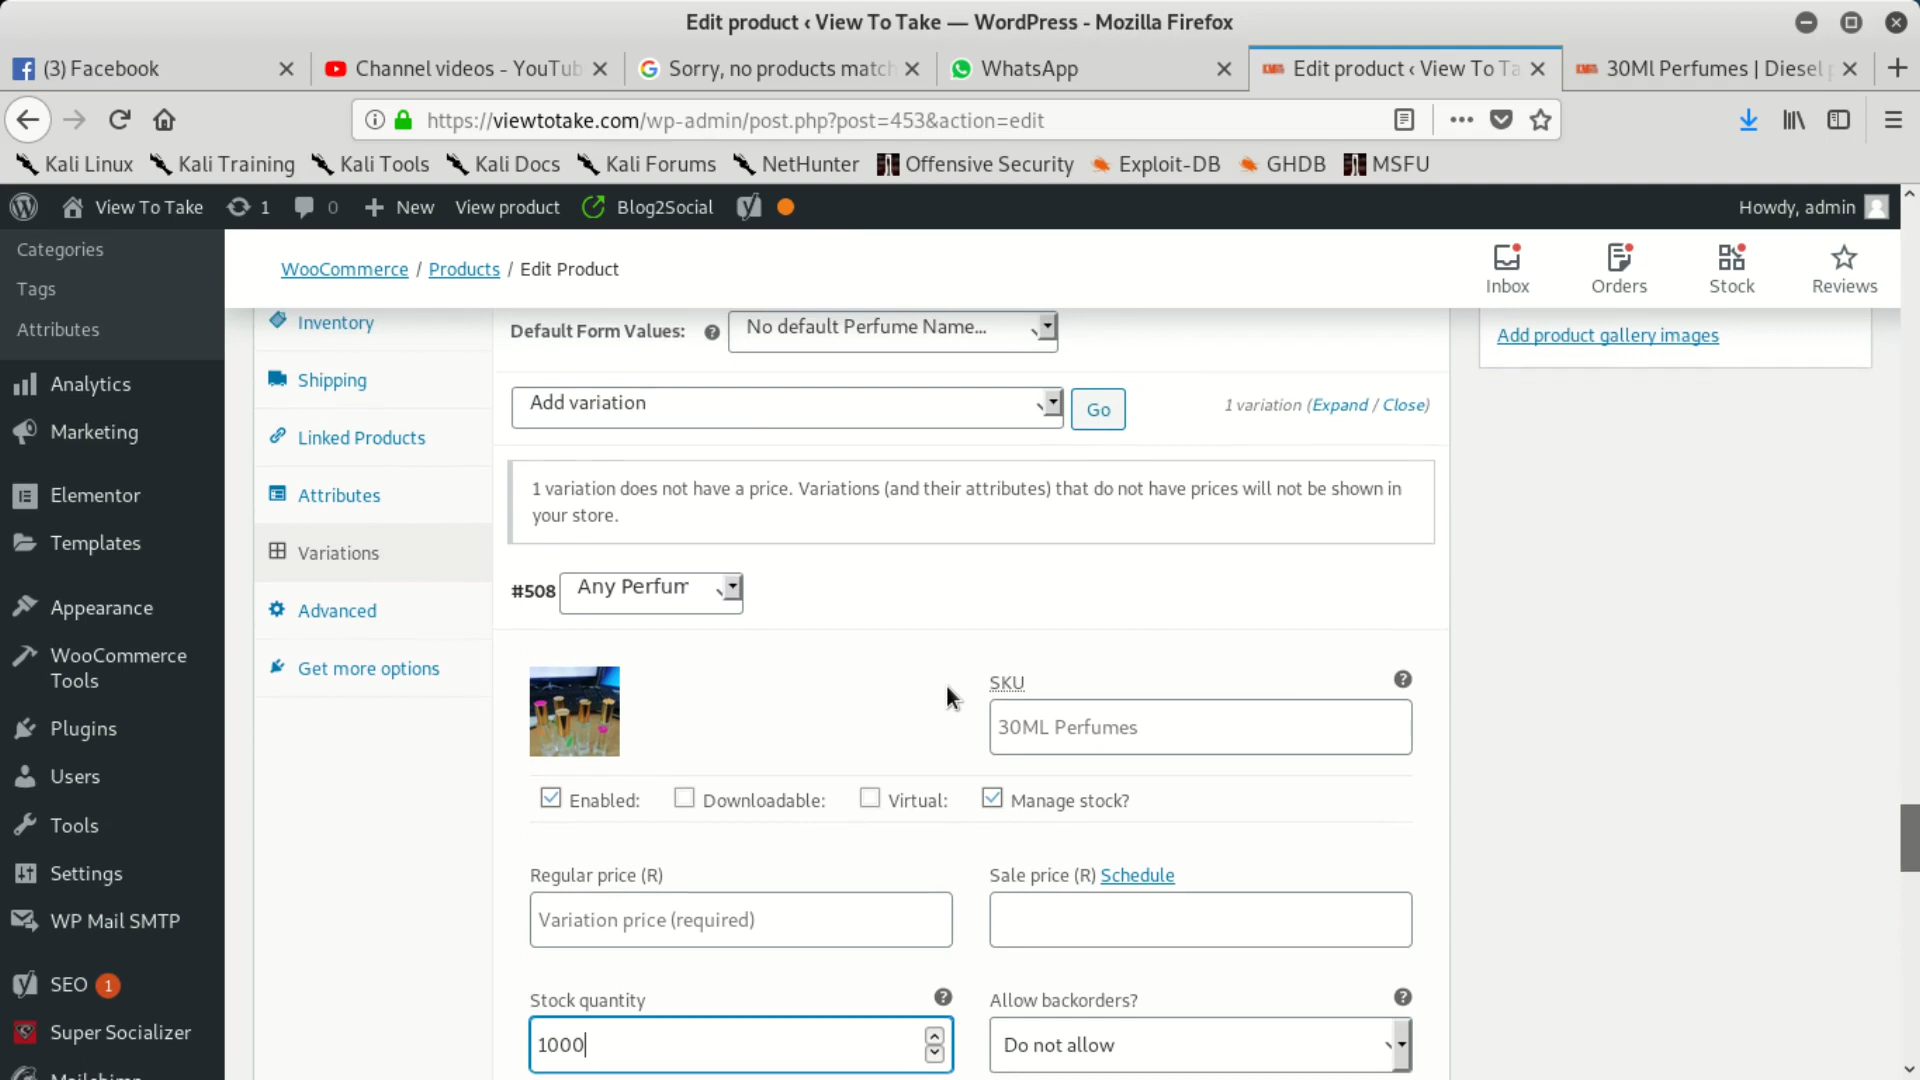 Edit product ‹ View To Take — WordPress - Mozilla Firefox
(3) Facebook
Channel videos - YouTub
Sorry, no products match
WhatsApp
Edit product ‹ View To Ta
30Ml Perfumes | Diesel p
https://viewtotake.com/wp-admin/post.php?post=453&action=edit
Kali Linux
Kali Training
Kali Tools
Kali Docs
Kali Forums
NetHunter
Offensive Security
Exploit-DB
GHDB
MSFU
View To Take
1
0
New
View product
Blog2Social
Howdy, admin
Categories
Tags
Attributes
Analytics
Marketing
Elementor
Templates
Appearance
WooCommerce
Tools
Plugins
Users
Tools
Settings
WP Mail SMTP
SEO 1
Super Socializer
Mailchimp
WooCommerce / Products / Edit Product
Inbox
Orders
Stock
Reviews
Inventory
Shipping
Linked Products
Attributes
Variations
Advanced
Get more options
Default Form Values:
No default Perfume Name...
Add variation
Go
1 variation (Expand / Close)
1 variation does not have a price. Variations (and their attributes) that do not have prices will not be shown in
your store.
#508
Any Perfum
SKU
30ML Perfumes
Enabled:
Downloadable:
Virtual:
Manage stock?
Regular price (R)
Variation price (required)
Sale price (R) Schedule
Stock quantity
1000
Allow backorders?
Do not allow
Add product gallery images